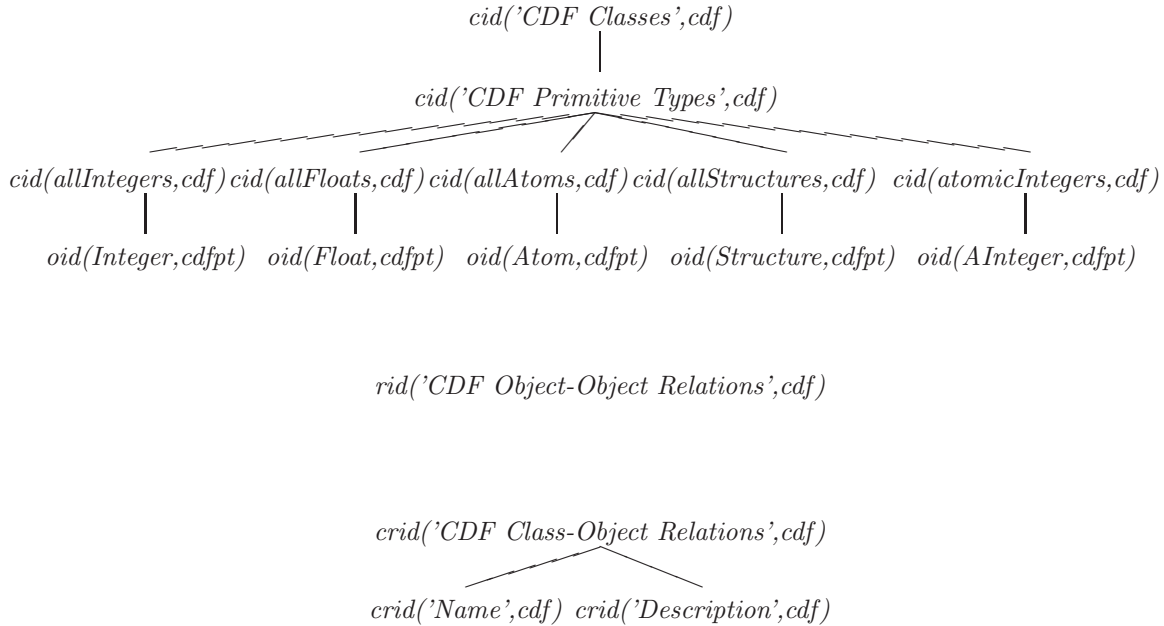 cid('CDF Classes',cdf)
cid('CDF Primitive Types',cdf)
cid(allIntegers,cdf) cid(allFloats,cdf) cid(allAtoms,cdf) cid(allStructures,cdf) cid(atomicIntegers,cdf)
oid(Integer,cdfpt) oid(Float,cdfpt) oid(Atom,cdfpt) oid(Structure,cdfpt) oid(AInteger,cdfpt)
rid('CDF Object-Object Relations',cdf)
crid('CDF Class-Object Relations',cdf)
crid('Name',cdf) crid('Description',cdf)